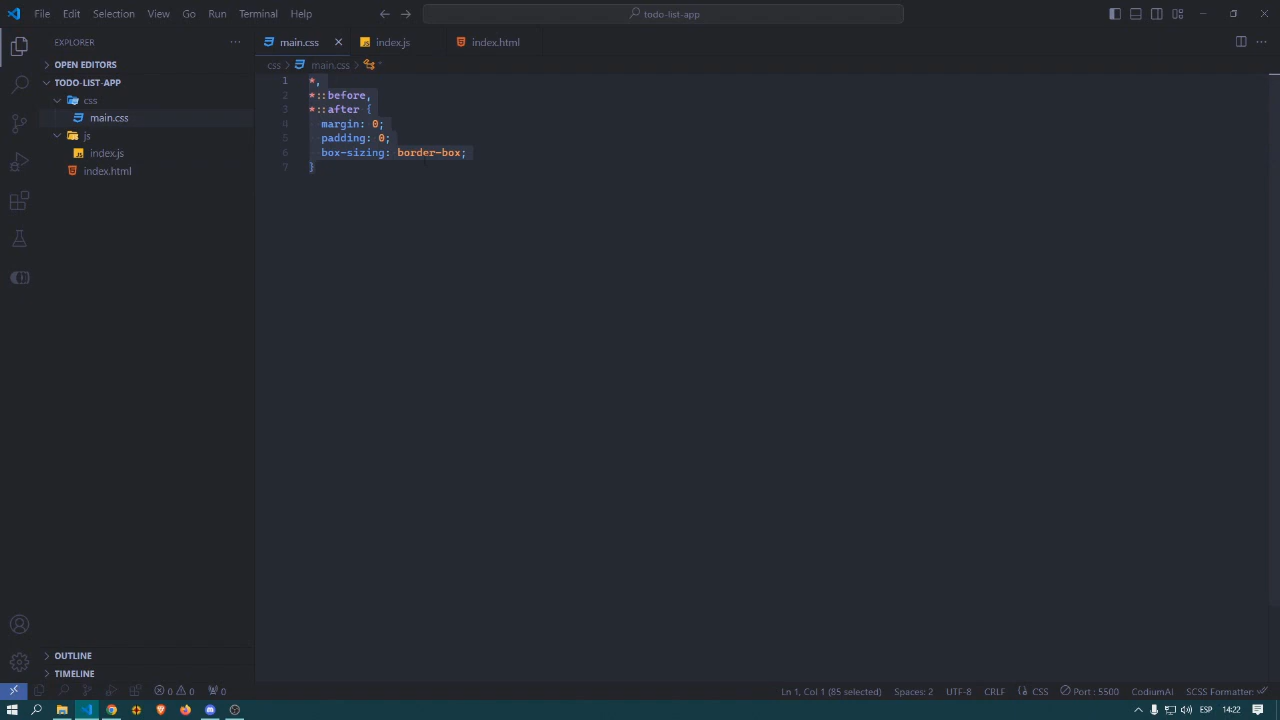 File Edit Selection View Go Run Terminal Help
todo-list-app
EXPLORER
main.css
index.js
index.html
OPEN EDITORS
TODO-LIST-APP
css
main.css
js
index.js
index.html
css > main.css > *
1 *,
2 *::before,
3 *::after {
4 margin: 0;
5 padding: 0;
6 box-sizing: border-box;
7 }
OUTLINE
TIMELINE
0 0 0
Ln 1, Col 1 (85 selected) Spaces: 2 UTF-8 CRLF CSS Port : 5500 CodiumAI SCSS Formatter:
ESP 14:22